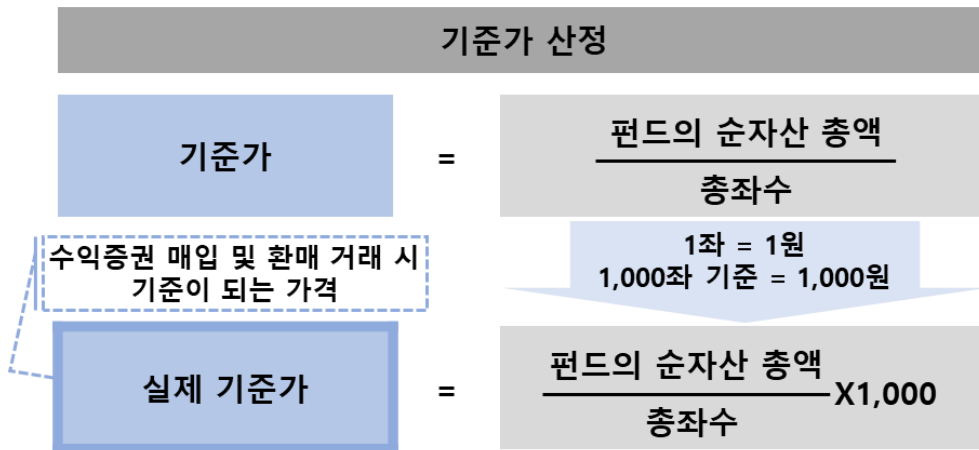 기준가 산정
기준가
=
펀드의 순자산 총액
총좌수
수익증권 매입 및 환매 거래 시
기준이 되는 가격
1좌 = 1원
1,000좌 기준 = 1,000원
실제 기준가
=
펀드의 순자산 총액
총좌수
X1,000